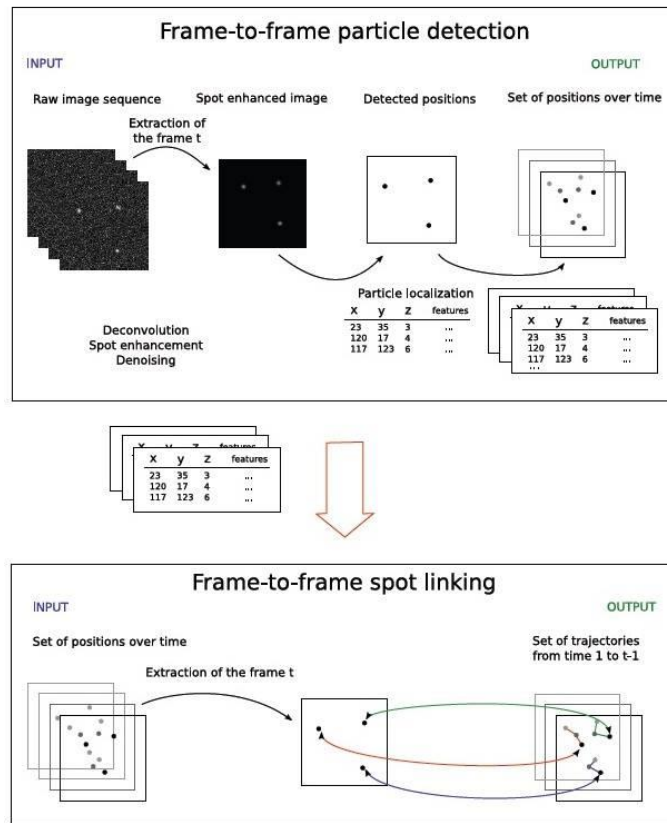 Frame-to-frame particle detection
INPUT
OUTPUT
Raw image sequence
Spot enhanced image
Detected positions
Set of positions over time
Extraction of
the frame t
Particle localization
x y z features
23 35 3 ...
120 17 4 ...
117 123 6 ...
x y z features
x y z features
23 35 3 ...
120 17 4 ...
117 123 6 ...
...
Deconvolution
Spot enhancement
Denoising
x y z features
x y z features
23 35 3 ...
120 17 4 ...
117 123 6 ...
Frame-to-frame spot linking
INPUT
OUTPUT
Set of positions over time
Set of trajectories
from time 1 to t-1
Extraction of the frame t